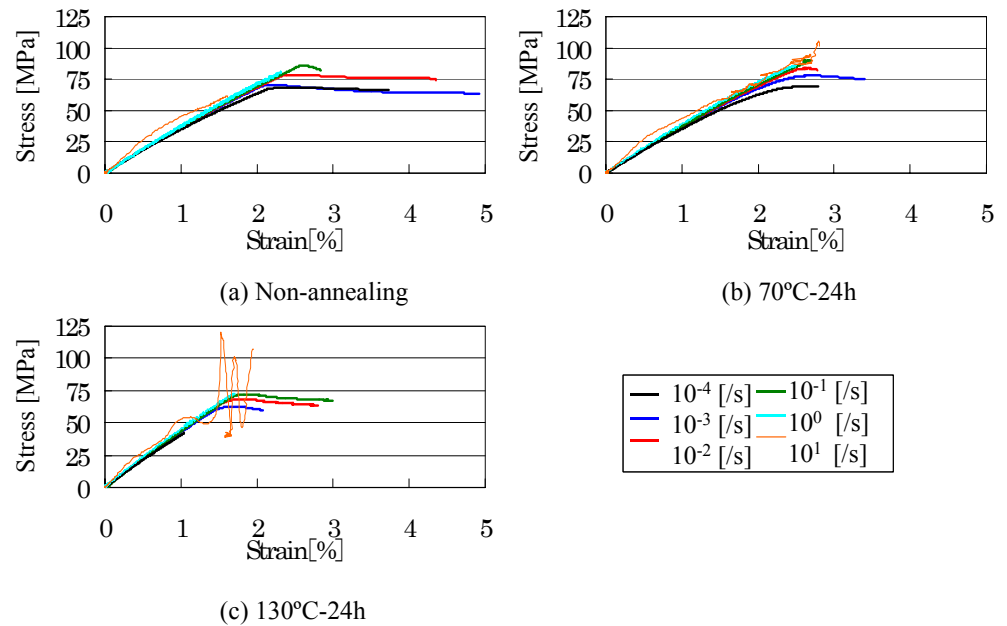 Stress [MPa]
125
100
75
50
25
0
0 1 2 3 4 5
Strain[%]
(a) Non-annealing
Stress [MPa]
125
100
75
50
25
0
0 1 2 3 4 5
Strain[%]
(b) 70ºC-24h
Stress [MPa]
125
100
75
50
25
0
0 1 2 3 4 5
Strain[%]
(c) 130ºC-24h
10⁻⁴ [/s] 10⁻¹ [/s]
10⁻³ [/s] 10⁰ [/s]
10⁻² [/s] 10¹ [/s]